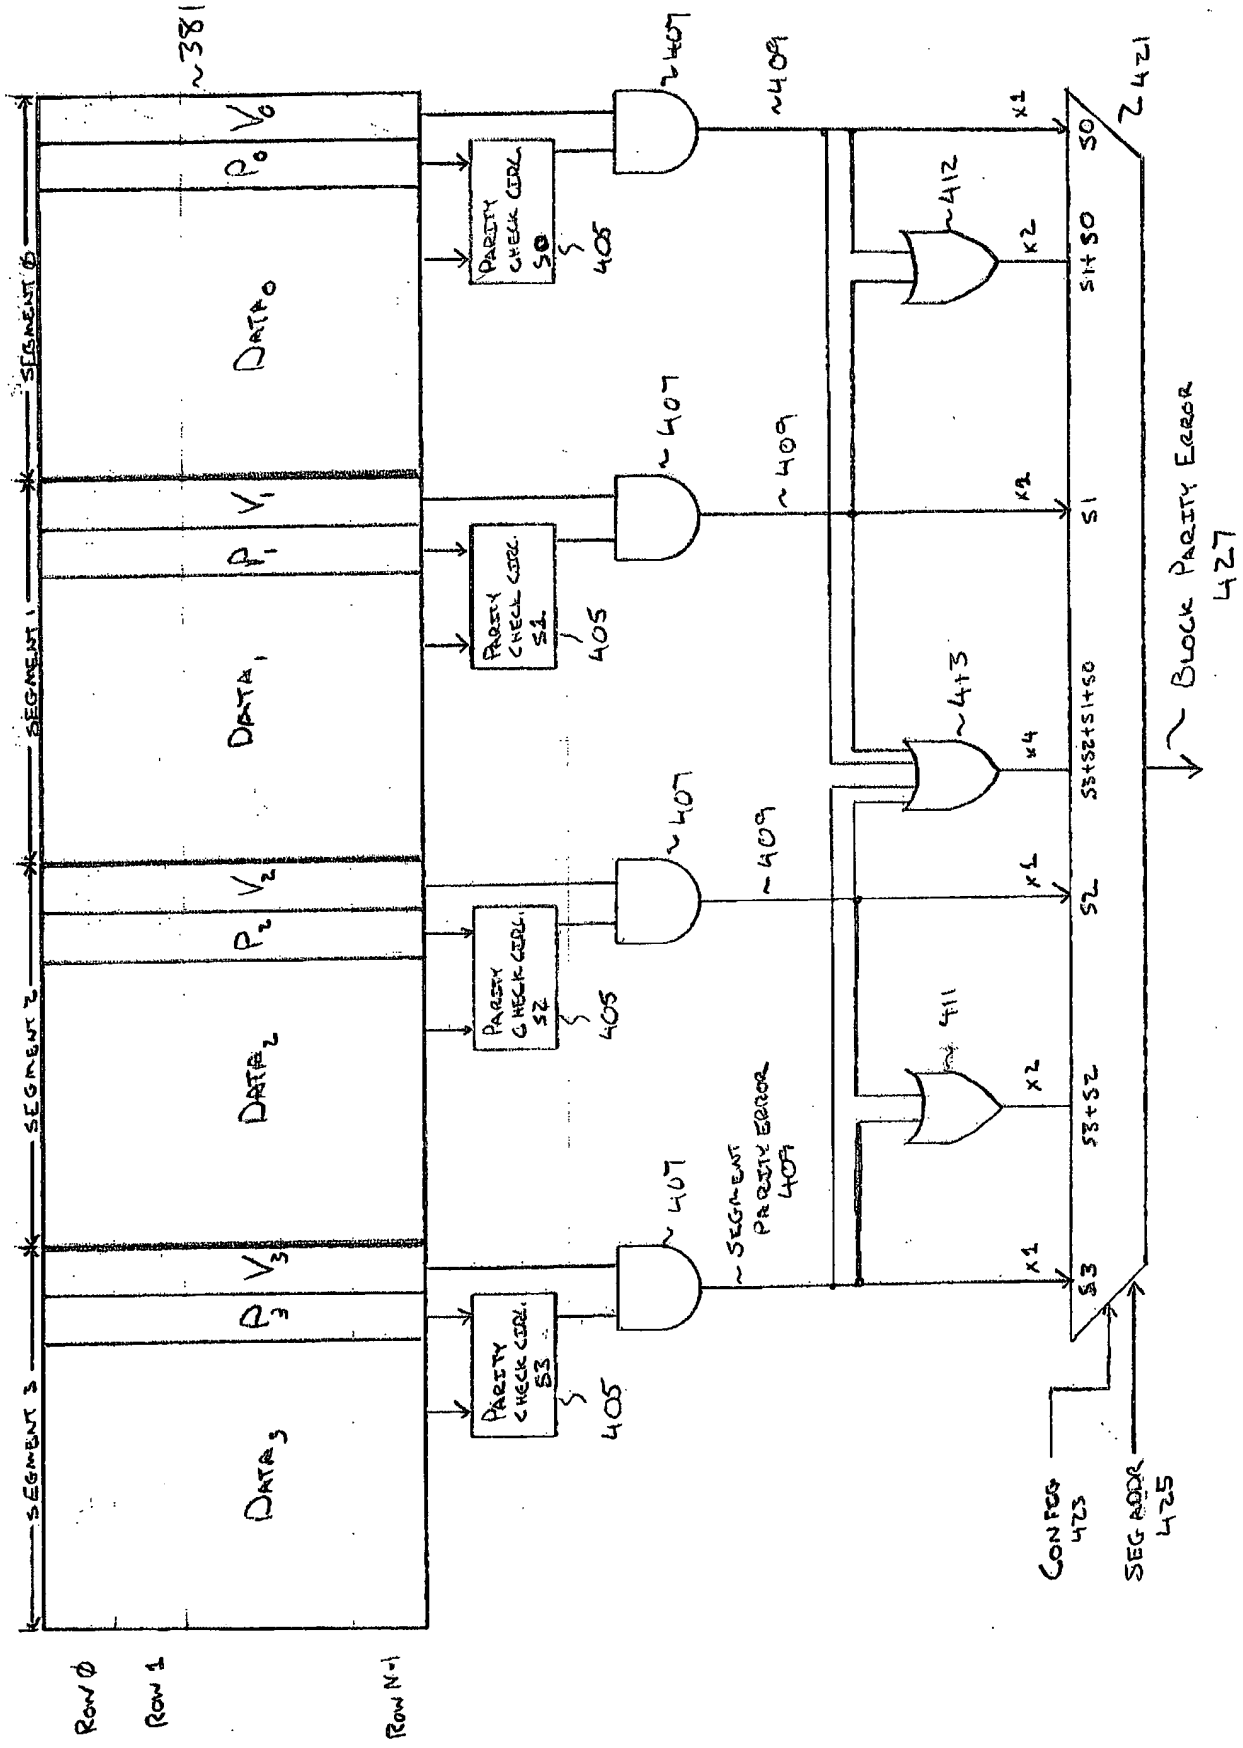 SEGMENT 3
SEGMENT 2
SEGMENT 1
SEGMENT 0
ROW 0
ROW 1
ROW N-1
DATA3
P3
V3
DATA2
P2
V2
DATA1
P1
V1
DATA0
P0
V0
~381
PARITY
CHECK CIRC.
S3
405
PARITY
CHECK CIRC.
S2
405
PARITY
CHECK CIRC.
S1
405
PARITY
CHECK CIRC.
S0
405
~407
~407
~407
~407
~SEGMENT
PARITY ERROR
409
~409
~409
~409
~411
~413
~412
x1
x2
x1
x4
x1
x2
x1
S3
S3+S2
S2
S3+S2+S1+S0
S1
S1+S0
S0
421
CONFIG
423
SEG ADDR
425
BLOCK PARITY ERROR
427